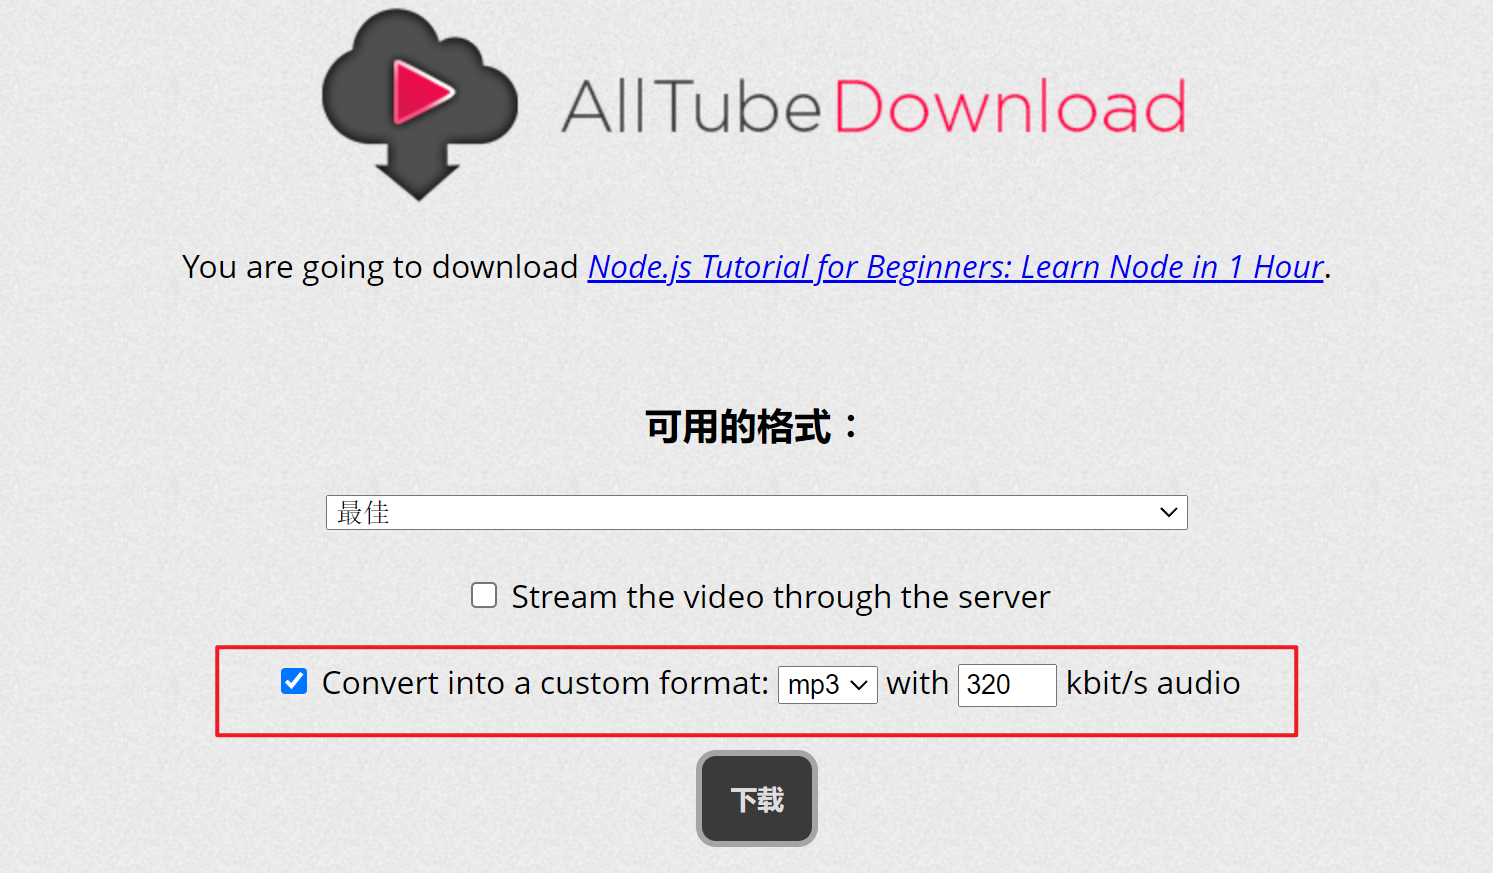 AllTubeDownload
You are going to download Node.js Tutorial for Beginners: Learn Node in 1 Hour.
可用的格式：
最佳
Stream the video through the server
Convert into a custom format: mp3 with 320 kbit/s audio
下载